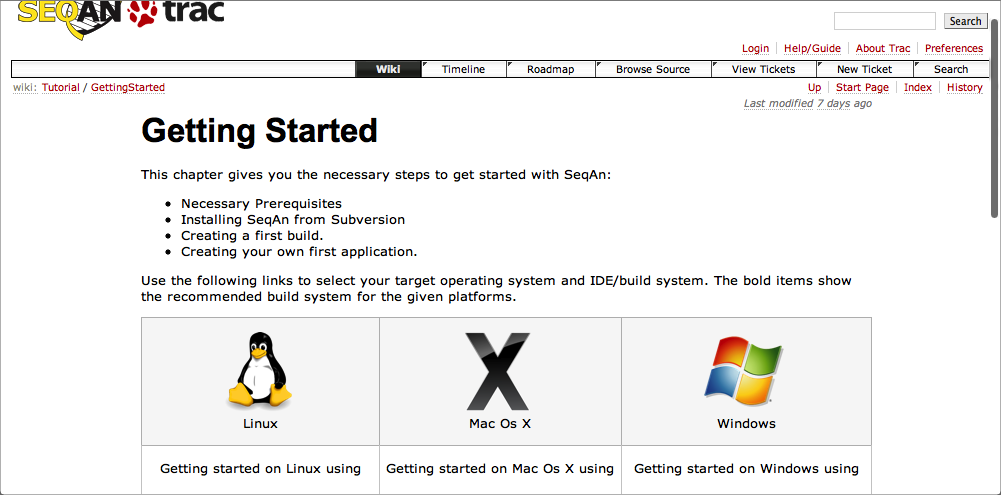 SEQAN trac
Search
Login Help/Guide About Trac Preferences
Wiki Timeline Roadmap Browse Source View Tickets New Ticket Search
wiki: Tutorial / GettingStarted Up Start Page Index History
Last modified 7 days ago
Getting Started
This chapter gives you the necessary steps to get started with SeqAn:
• Necessary Prerequisites
• Installing SeqAn from Subversion
• Creating a first build.
• Creating your own first application.
Use the following links to select your target operating system and IDE/build system. The bold items show
the recommended build system for the given platforms.
Linux Mac Os X Windows
Getting started on Linux using Getting started on Mac Os X using Getting started on Windows using